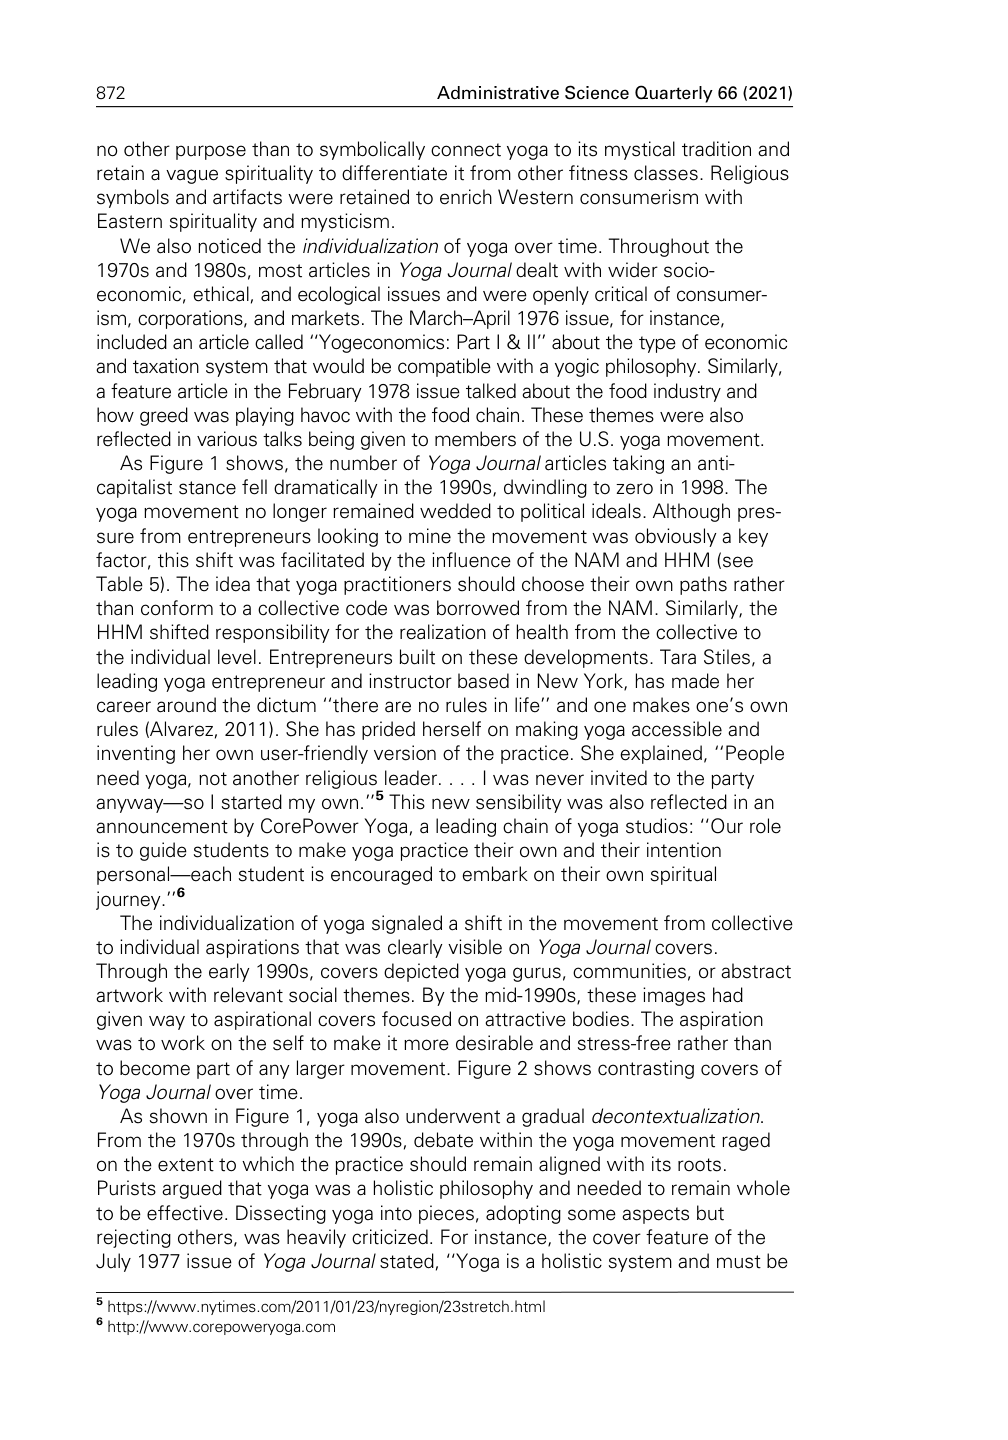 872
Administrative Science Quarterly 66 (2021)
no other purpose than to symbolically connect yoga to its mystical tradition and
retain a vague spirituality to differentiate it from other fitness classes. Religious
symbols and artifacts were retained to enrich Western consumerism with
Eastern spirituality and mysticism.
We also noticed the individualization of yoga over time. Throughout the
1970s and 1980s, most articles in Yoga Journal dealt with wider socio-
economic, ethical, and ecological issues and were openly critical of consumer-
ism, corporations, and markets. The March–April 1976 issue, for instance,
included an article called ‘‘Yogeconomics: Part I & II’’ about the type of economic
and taxation system that would be compatible with a yogic philosophy. Similarly,
a feature article in the February 1978 issue talked about the food industry and
how greed was playing havoc with the food chain. These themes were also
reflected in various talks being given to members of the U.S. yoga movement.
As Figure 1 shows, the number of Yoga Journal articles taking an anti-
capitalist stance fell dramatically in the 1990s, dwindling to zero in 1998. The
yoga movement no longer remained wedded to political ideals. Although pres-
sure from entrepreneurs looking to mine the movement was obviously a key
factor, this shift was facilitated by the influence of the NAM and HHM (see
Table 5). The idea that yoga practitioners should choose their own paths rather
than conform to a collective code was borrowed from the NAM. Similarly, the
HHM shifted responsibility for the realization of health from the collective to
the individual level. Entrepreneurs built on these developments. Tara Stiles, a
leading yoga entrepreneur and instructor based in New York, has made her
career around the dictum ‘‘there are no rules in life’’ and one makes one’s own
rules (Alvarez, 2011). She has prided herself on making yoga accessible and
inventing her own user-friendly version of the practice. She explained, ‘‘People
need yoga, not another religious leader. . . . I was never invited to the party
anyway—so I started my own.’’5 This new sensibility was also reflected in an
announcement by CorePower Yoga, a leading chain of yoga studios: ‘‘Our role
is to guide students to make yoga practice their own and their intention
personal—each student is encouraged to embark on their own spiritual
journey.’’6
The individualization of yoga signaled a shift in the movement from collective
to individual aspirations that was clearly visible on Yoga Journal covers.
Through the early 1990s, covers depicted yoga gurus, communities, or abstract
artwork with relevant social themes. By the mid-1990s, these images had
given way to aspirational covers focused on attractive bodies. The aspiration
was to work on the self to make it more desirable and stress-free rather than
to become part of any larger movement. Figure 2 shows contrasting covers of
Yoga Journal over time.
As shown in Figure 1, yoga also underwent a gradual decontextualization.
From the 1970s through the 1990s, debate within the yoga movement raged
on the extent to which the practice should remain aligned with its roots.
Purists argued that yoga was a holistic philosophy and needed to remain whole
to be effective. Dissecting yoga into pieces, adopting some aspects but
rejecting others, was heavily criticized. For instance, the cover feature of the
July 1977 issue of Yoga Journal stated, ‘‘Yoga is a holistic system and must be
5 https://www.nytimes.com/2011/01/23/nyregion/23stretch.html
6 http://www.corepoweryoga.com